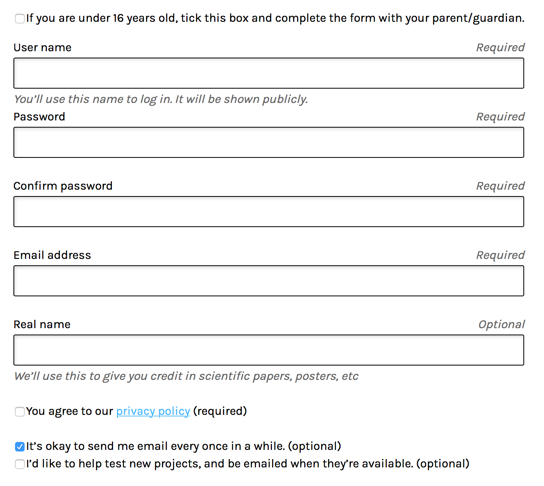 If you are under 16 years old, tick this box and complete the form with your parent/guardian.
User name Required
You'll use this name to log in. It will be shown publicly.
Password Required
Confirm password Required
Email address Required
Real name Optional
We'll use this to give you credit in scientific papers, posters, etc
You agree to our privacy policy (required)
It's okay to send me email every once in a while. (optional)
I'd like to help test new projects, and be emailed when they're available. (optional)